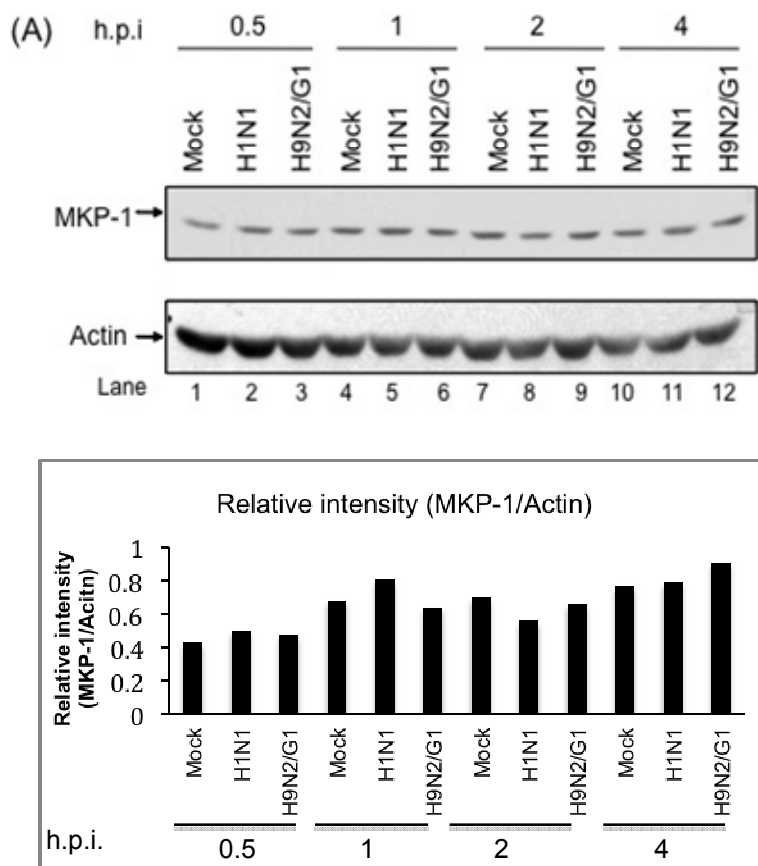 (A) h.p.i 0.5 1 2 4
Mock H1N1 H9N2/G1 Mock H1N1 H9N2/G1 Mock H1N1 H9N2/G1 Mock H1N1 H9N2/G1
MKP-1
Actin
Lane 1 2 3 4 5 6 7 8 9 10 11 12
Relative intensity (MKP-1/Actin)
Relative intensity
(MKP-1/Acitn)
1
0.8
0.6
0.4
0.2
0
Mock H1N1 H9N2/G1 Mock H1N1 H9N2/G1 Mock H1N1 H9N2/G1 Mock H1N1 H9N2/G1
h.p.i. 0.5 1 2 4